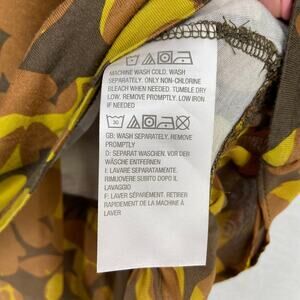 MACHINE WASH COLD. WASH
SEPARATELY. ONLY NON-CHLORINE
BLEACH WHEN NEEDED. TUMBLE DRY
LOW. REMOVE PROMPTLY. LOW IRON
IF NEEDED
30
GB: WASH SEPARATELY. REMOVE
PROMPTLY
D: SEPARAT WASCHEN. VOR DER
WÄSCHE ENTFERNEN
I: LAVARE SEPARATAMENTE.
RIMUOVERE SUBITO DOPO IL
LAVAGGIO
F: LAVER SÉPARÉMENT. RETIRER
RAPIDEMENT DE LA MACHINE À
LAVER